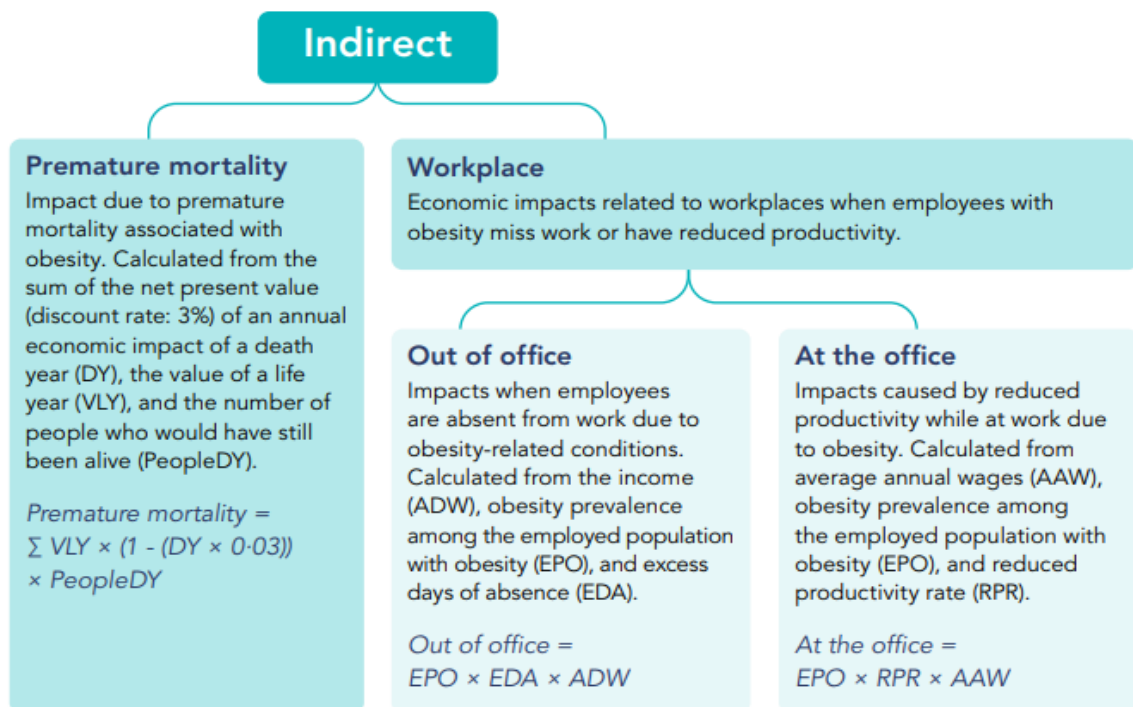 Indirect
Premature mortality
Impact due to premature
mortality associated with
obesity. Calculated from the
sum of the net present value
(discount rate: 3%) of an annual
economic impact of a death
year (DY), the value of a life
year (VLY), and the number of
people who would have still
been alive (PeopleDY).
Premature mortality =
∑ VLY × (1 - (DY × 0·03))
× PeopleDY
Workplace
Economic impacts related to workplaces when employees with
obesity miss work or have reduced productivity.
Out of office
Impacts when employees
are absent from work due to
obesity-related conditions.
Calculated from the income
(ADW), obesity prevalence
among the employed population
with obesity (EPO), and excess
days of absence (EDA).
Out of office =
EPO × EDA × ADW
At the office
Impacts caused by reduced
productivity while at work due
to obesity. Calculated from
average annual wages (AAW),
obesity prevalence among
the employed population with
obesity (EPO), and reduced
productivity rate (RPR).
At the office =
EPO × RPR × AAW